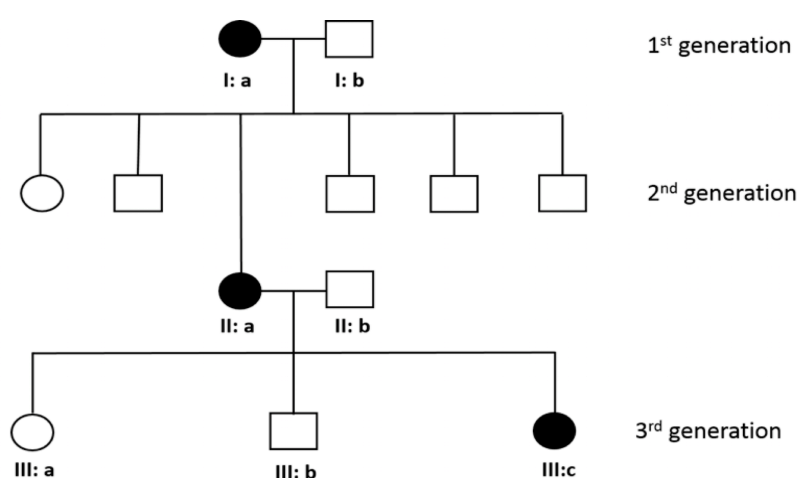 1st generation
I: a
I: b
2nd generation
II: a
II: b
3rd generation
III: a
III: b
III:c